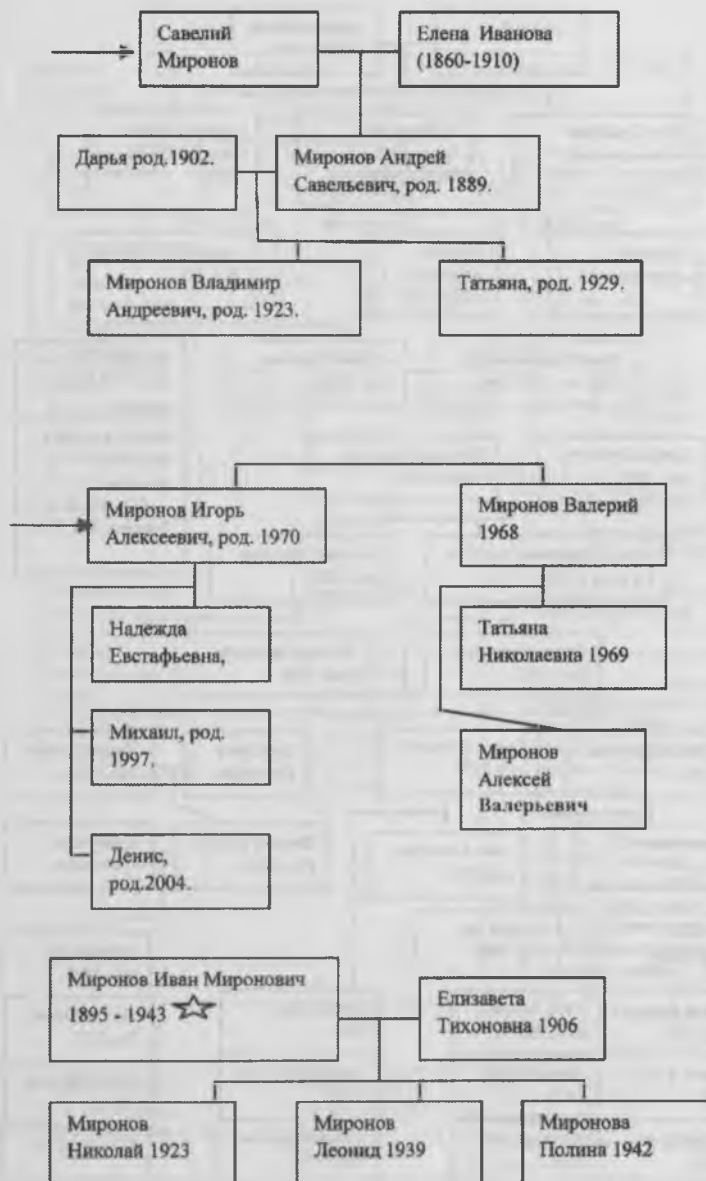 Савелий
Миронов
Елена Иванова
(1860-1910)
Дарья род.1902.
Миронов Андрей
Савельевич, род. 1889.
Миронов Владимир
Андреевич, род. 1923.
Татьяна, род. 1929.
Миронов Игорь
Алексеевич, род. 1970
Миронов Валерий
1968
Надежда
Евстафьевна,
Татьяна
Николаевна 1969
Михаил, род.
1997.
Миронов
Алексей
Валерьевич
Денис,
род.2004.
Миронов Иван Миронович
1895 - 1943
Елизавета
Тихоновна 1906
Миронов
Николай 1923
Миронов
Леонид 1939
Миронова
Полина 1942